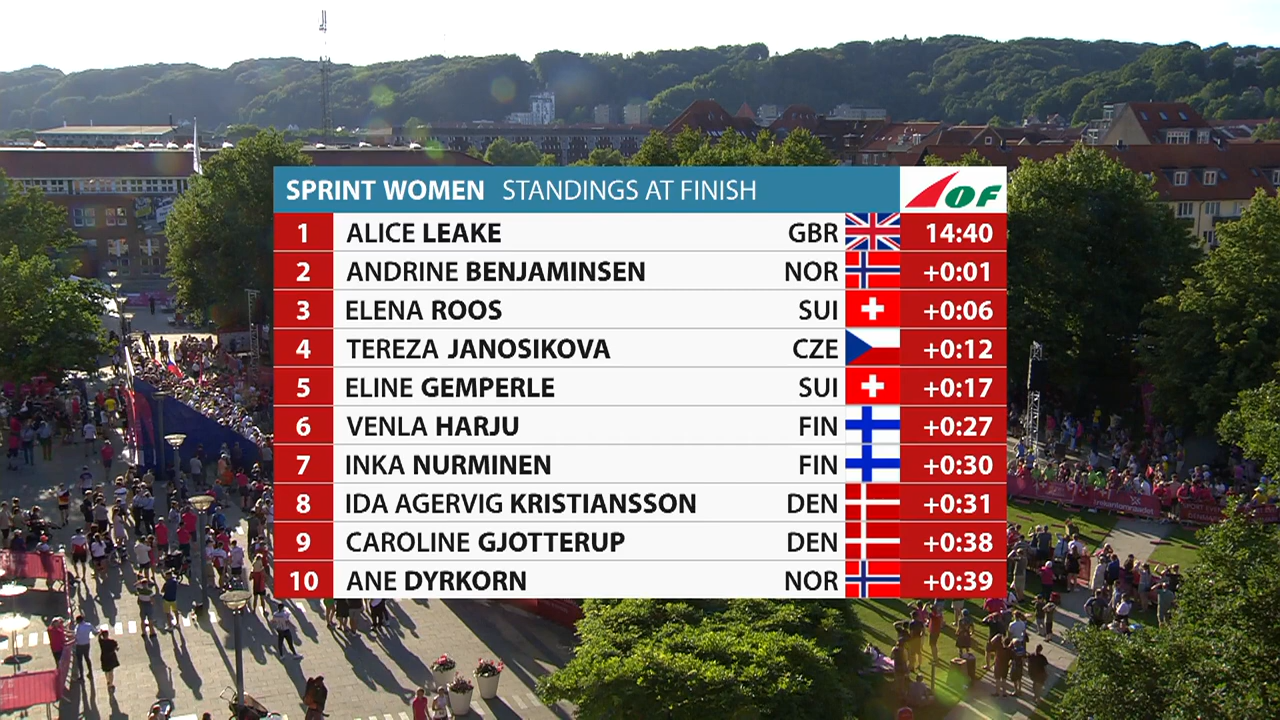 SPRINT WOMEN STANDINGS AT FINISH IOF
1 ALICE LEAKE GBR 14:40
2 ANDRINE BENJAMINSEN NOR +0:01
3 ELENA ROOS SUI +0:06
4 TEREZA JANOSIKOVA CZE +0:12
5 ELINE GEMPERLE SUI +0:17
6 VENLA HARJU FIN +0:27
7 INKA NURMINEN FIN +0:30
8 IDA AGERVIG KRISTIANSSON DEN +0:31
9 CAROLINE GJOTTERUP DEN +0:38
10 ANE DYRKORN NOR +0:39